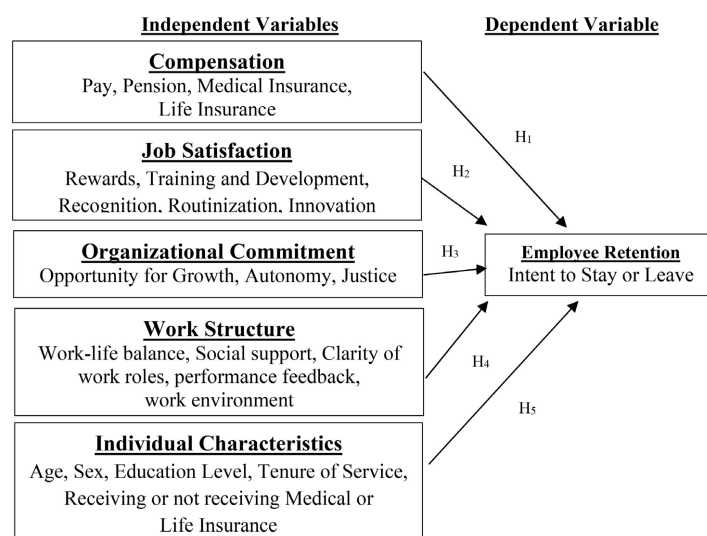 Independent Variables
Dependent Variable
Compensation
Pay, Pension, Medical Insurance,
Life Insurance
H1
Job Satisfaction
Rewards, Training and Development,
Recognition, Routinization, Innovation
H2
Organizational Commitment
Opportunity for Growth, Autonomy, Justice
H3
Employee Retention
Intent to Stay or Leave
Work Structure
Work-life balance, Social support, Clarity of
work roles, performance feedback,
work environment
H4
H5
Individual Characteristics
Age, Sex, Education Level, Tenure of Service,
Receiving or not receiving Medical or
Life Insurance